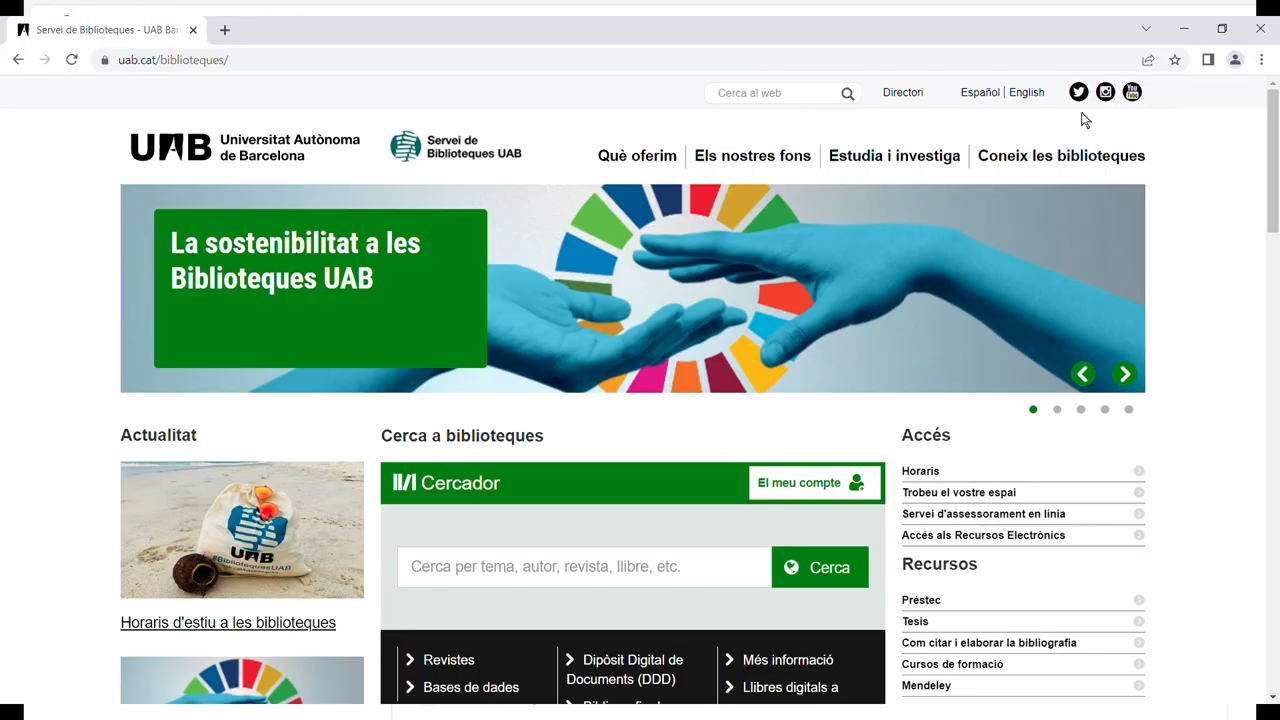 Servei de Biblioteques - UAB Bar
uab.cat/biblioteques/
Cerca al web
Directori
Español | English
You Tube
UAB Universitat Autònoma de Barcelona
Servei de Biblioteques UAB
Què oferim
Els nostres fons
Estudia i investiga
Coneix les biblioteques
La sostenibilitat a les
Biblioteques UAB
Actualitat
UAB
#BibliotequesUAB
Horaris d'estiu a les biblioteques
Cerca a biblioteques
Cercador
El meu compte
Cerca per tema, autor, revista, llibre, etc.
Cerca
Revistes
Bases de dades
Dipòsit Digital de
Documents (DDD)
Més informació
Llibres digitals a
Accés
Horaris
Trobeu el vostre espai
Servei d'assessorament en línia
Accés als Recursos Electrònics
Recursos
Préstec
Tesis
Com citar i elaborar la bibliografia
Cursos de formació
Mendeley